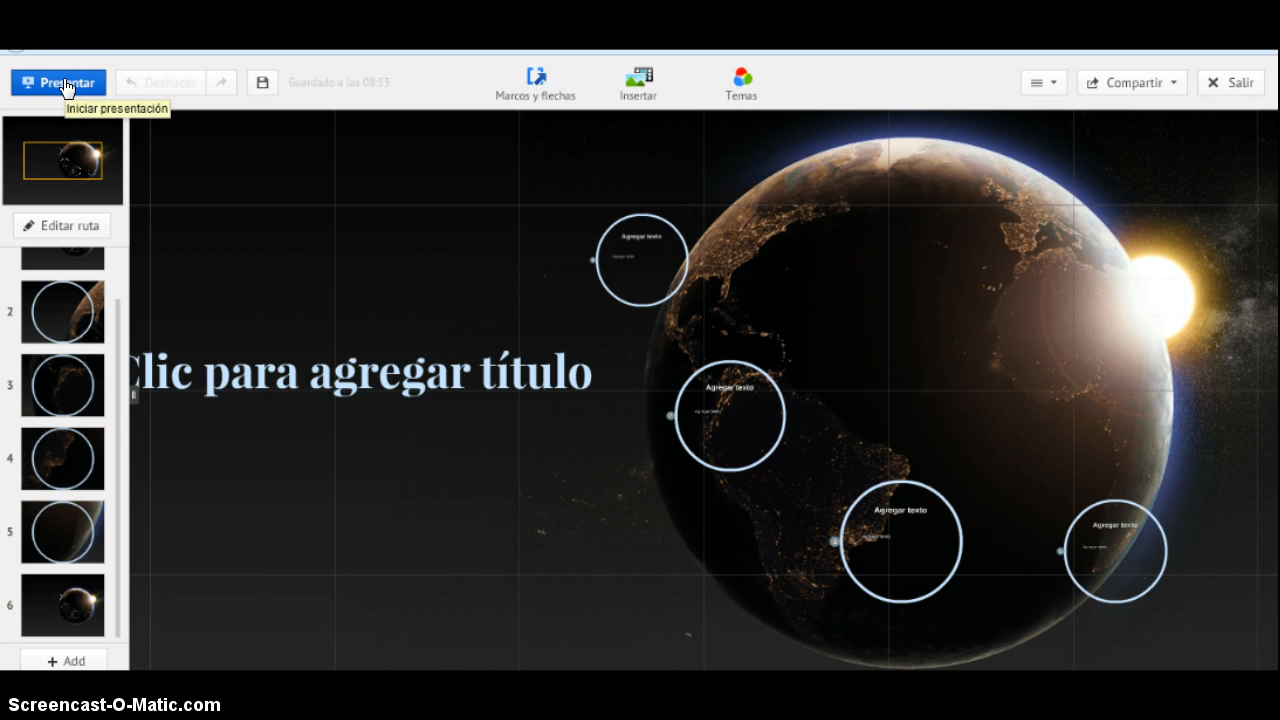 Presentar
Deshacer
Guardado a las 08:53
Marcos y flechas
Insertar
Temas
Compartir
Salir
Iniciar presentación
Editar ruta
2
3
4
5
6
Add
Clic para agregar título
Agregar texto
Agregar texto
Agregar texto
Agregar texto
Screencast-O-Matic.com